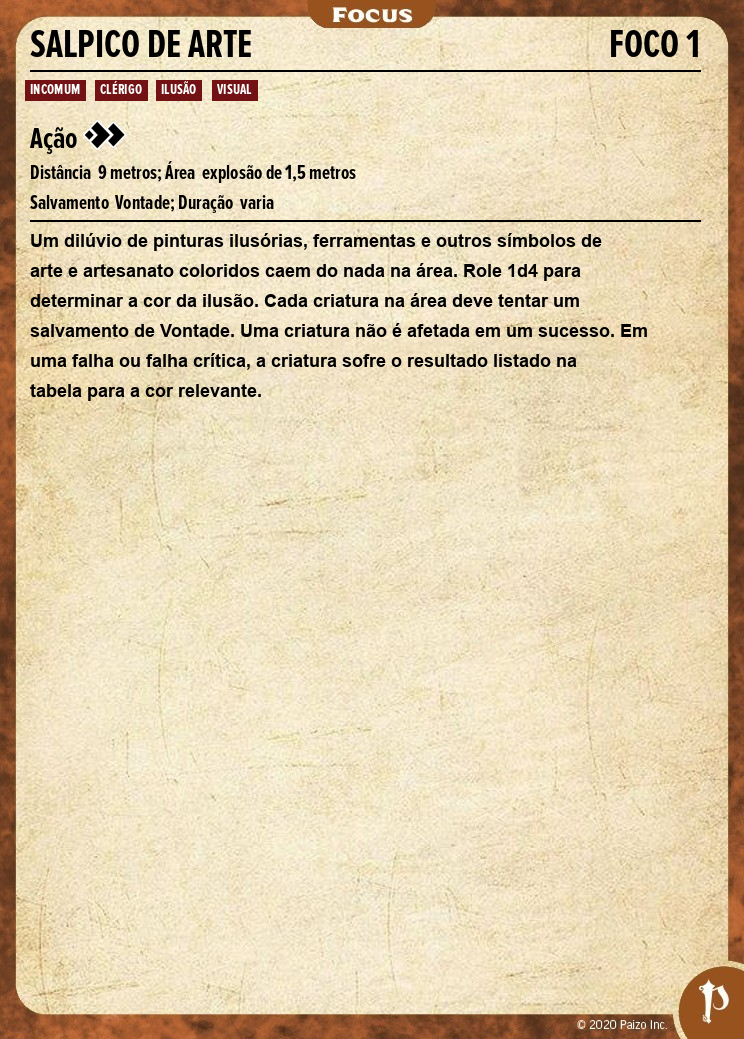 Focus
SALPICO DE ARTE FOCO 1
INCOMUM CLÉRIGO ILUSÃO VISUAL
Ação
Distância 9 metros; Área explosão de 1,5 metros
Salvamento Vontade; Duração varia
Um dilúvio de pinturas ilusórias, ferramentas e outros símbolos de
arte e artesanato coloridos caem do nada na área. Role 1d4 para
determinar a cor da ilusão. Cada criatura na área deve tentar um
salvamento de Vontade. Uma criatura não é afetada em um sucesso. Em
uma falha ou falha crítica, a criatura sofre o resultado listado na
tabela para a cor relevante.
© 2020 Paizo Inc.
P